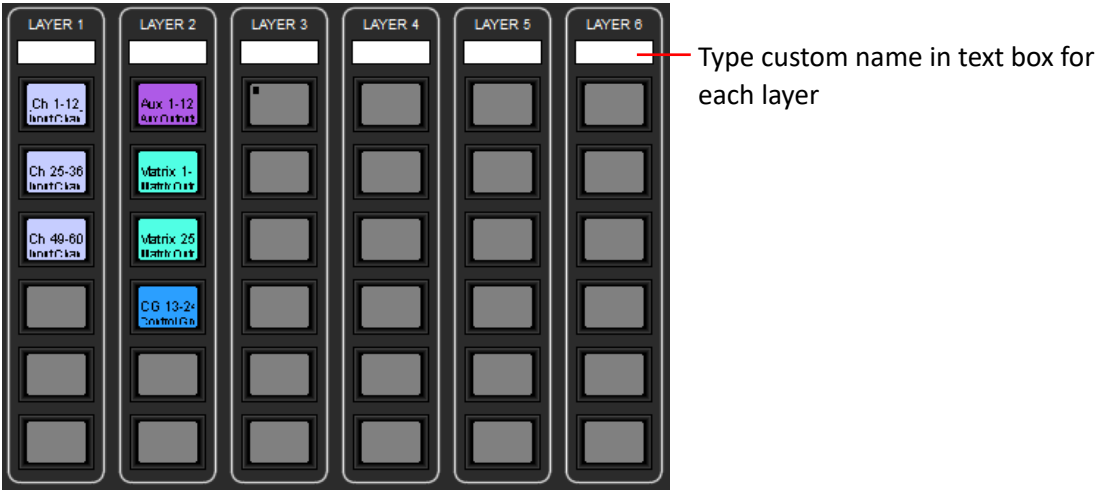 LAYER 1 LAYER 2 LAYER 3 LAYER 4 LAYER 5 LAYER 6
Type custom name in text box for
each layer
Ch 1-12 Aux 1-12
Ch 25-36 Matrix 1-
Ch 49-60 Matrix 25
CG 13-24